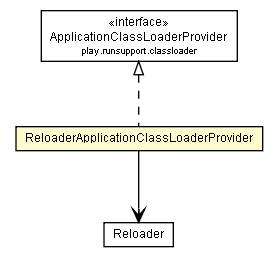 «interface»
ApplicationClassLoaderProvider
play.runsupport.classloader
ReloaderApplicationClassLoaderProvider
Reloader